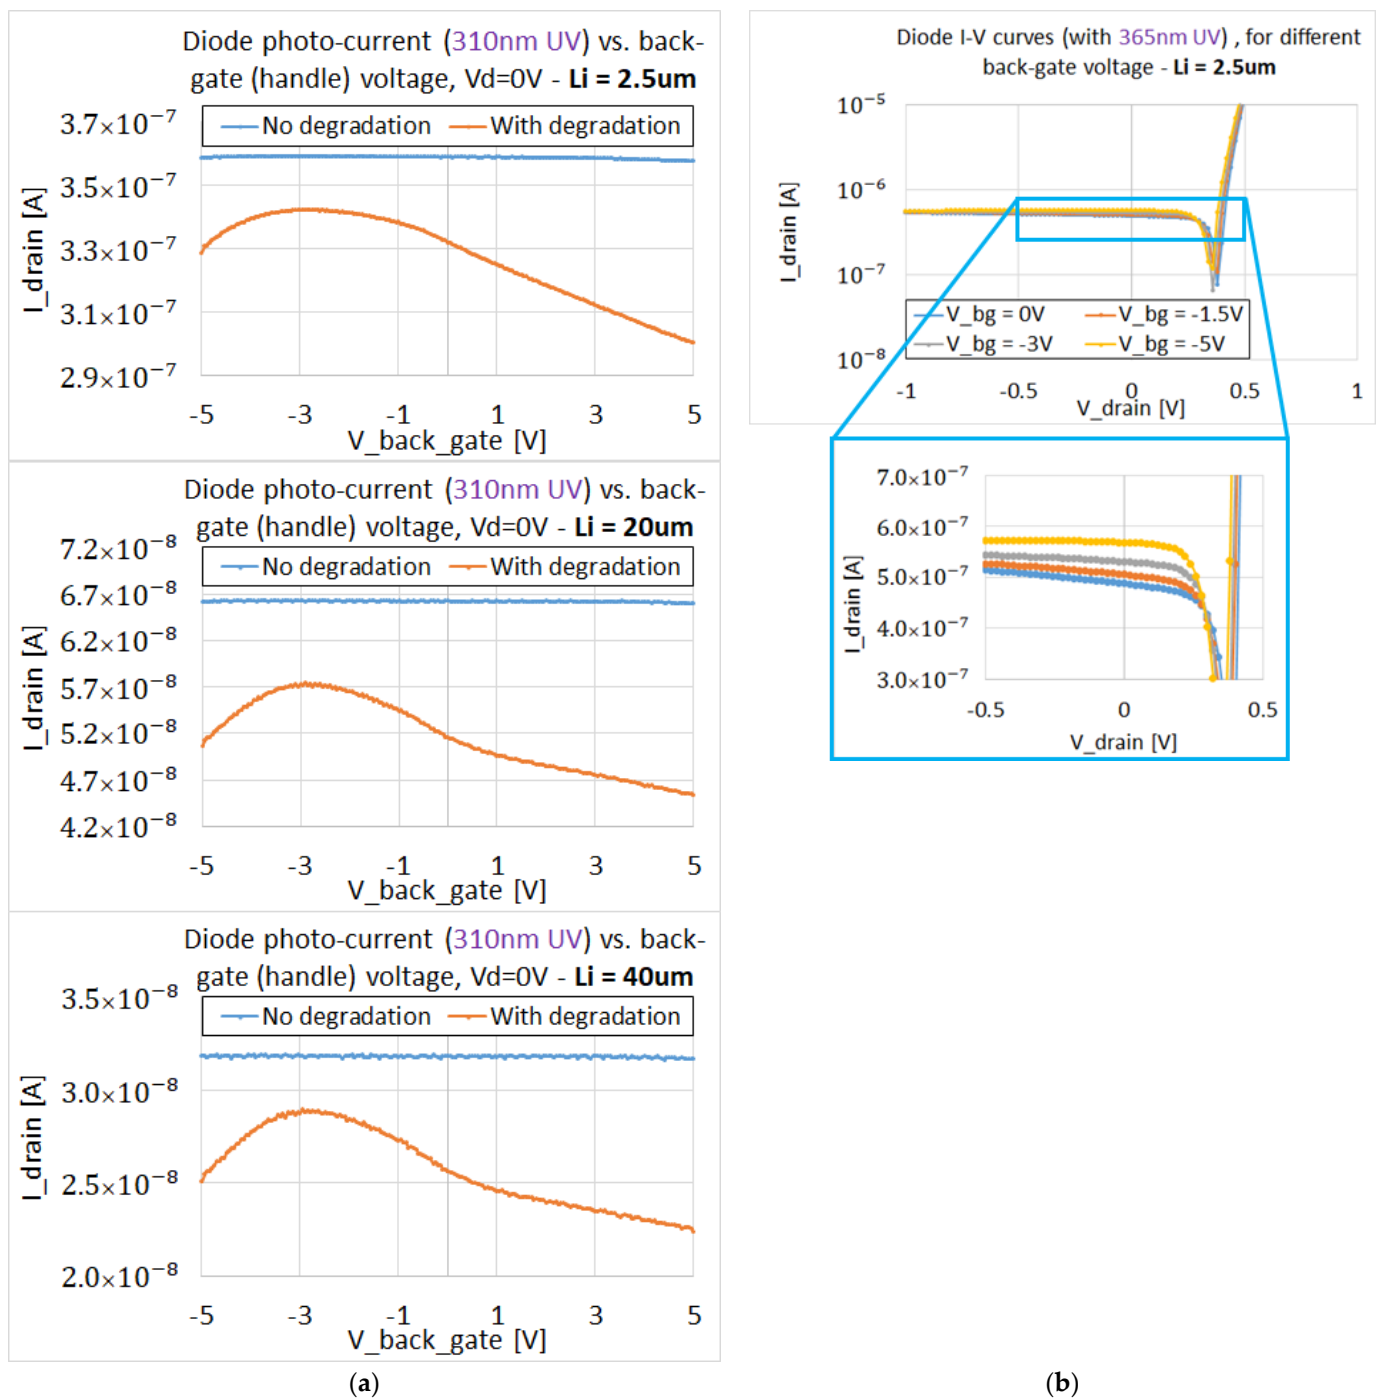 Diode photo-current (310nm UV) vs. back-
gate (handle) voltage, Vd=0V - Li = 2.5um
No degradation With degradation
3.7×10⁻⁷
3.5×10⁻⁷
3.3×10⁻⁷
3.1×10⁻⁷
2.9×10⁻⁷
I_drain [A]
-5 -3 -1 1 3 5
V_back_gate [V]
Diode photo-current (310nm UV) vs. back-
gate (handle) voltage, Vd=0V - Li = 20um
No degradation With degradation
7.2×10⁻⁸
6.7×10⁻⁸
6.2×10⁻⁸
5.7×10⁻⁸
5.2×10⁻⁸
4.7×10⁻⁸
4.2×10⁻⁸
I_drain [A]
-5 -3 -1 1 3 5
V_back_gate [V]
Diode photo-current (310nm UV) vs. back-
gate (handle) voltage, Vd=0V - Li = 40um
No degradation With degradation
3.5×10⁻⁸
3.0×10⁻⁸
2.5×10⁻⁸
2.0×10⁻⁸
I_drain [A]
-5 -3 -1 1 3 5
V_back_gate [V]
(a)
Diode I-V curves (with 365nm UV) , for different
back-gate voltage - Li = 2.5um
10⁻⁵
10⁻⁶
10⁻⁷
10⁻⁸
I_drain [A]
V_bg = 0V V_bg = -1.5V
V_bg = -3V V_bg = -5V
-1 -0.5 0 0.5 1
V_drain [V]
7.0×10⁻⁷
6.0×10⁻⁷
5.0×10⁻⁷
4.0×10⁻⁷
3.0×10⁻⁷
I_drain [A]
-0.5 0 0.5
V_drain [V]
(b)